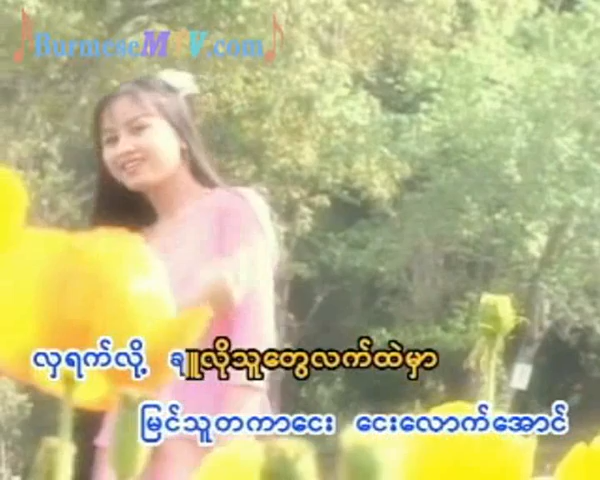 BurmeseMTV.com
လှရက်လို့ ချူလိုသူတွေလက်ထဲမှာ
မြင်သူတကာငေး ငေးလောက်အောင်